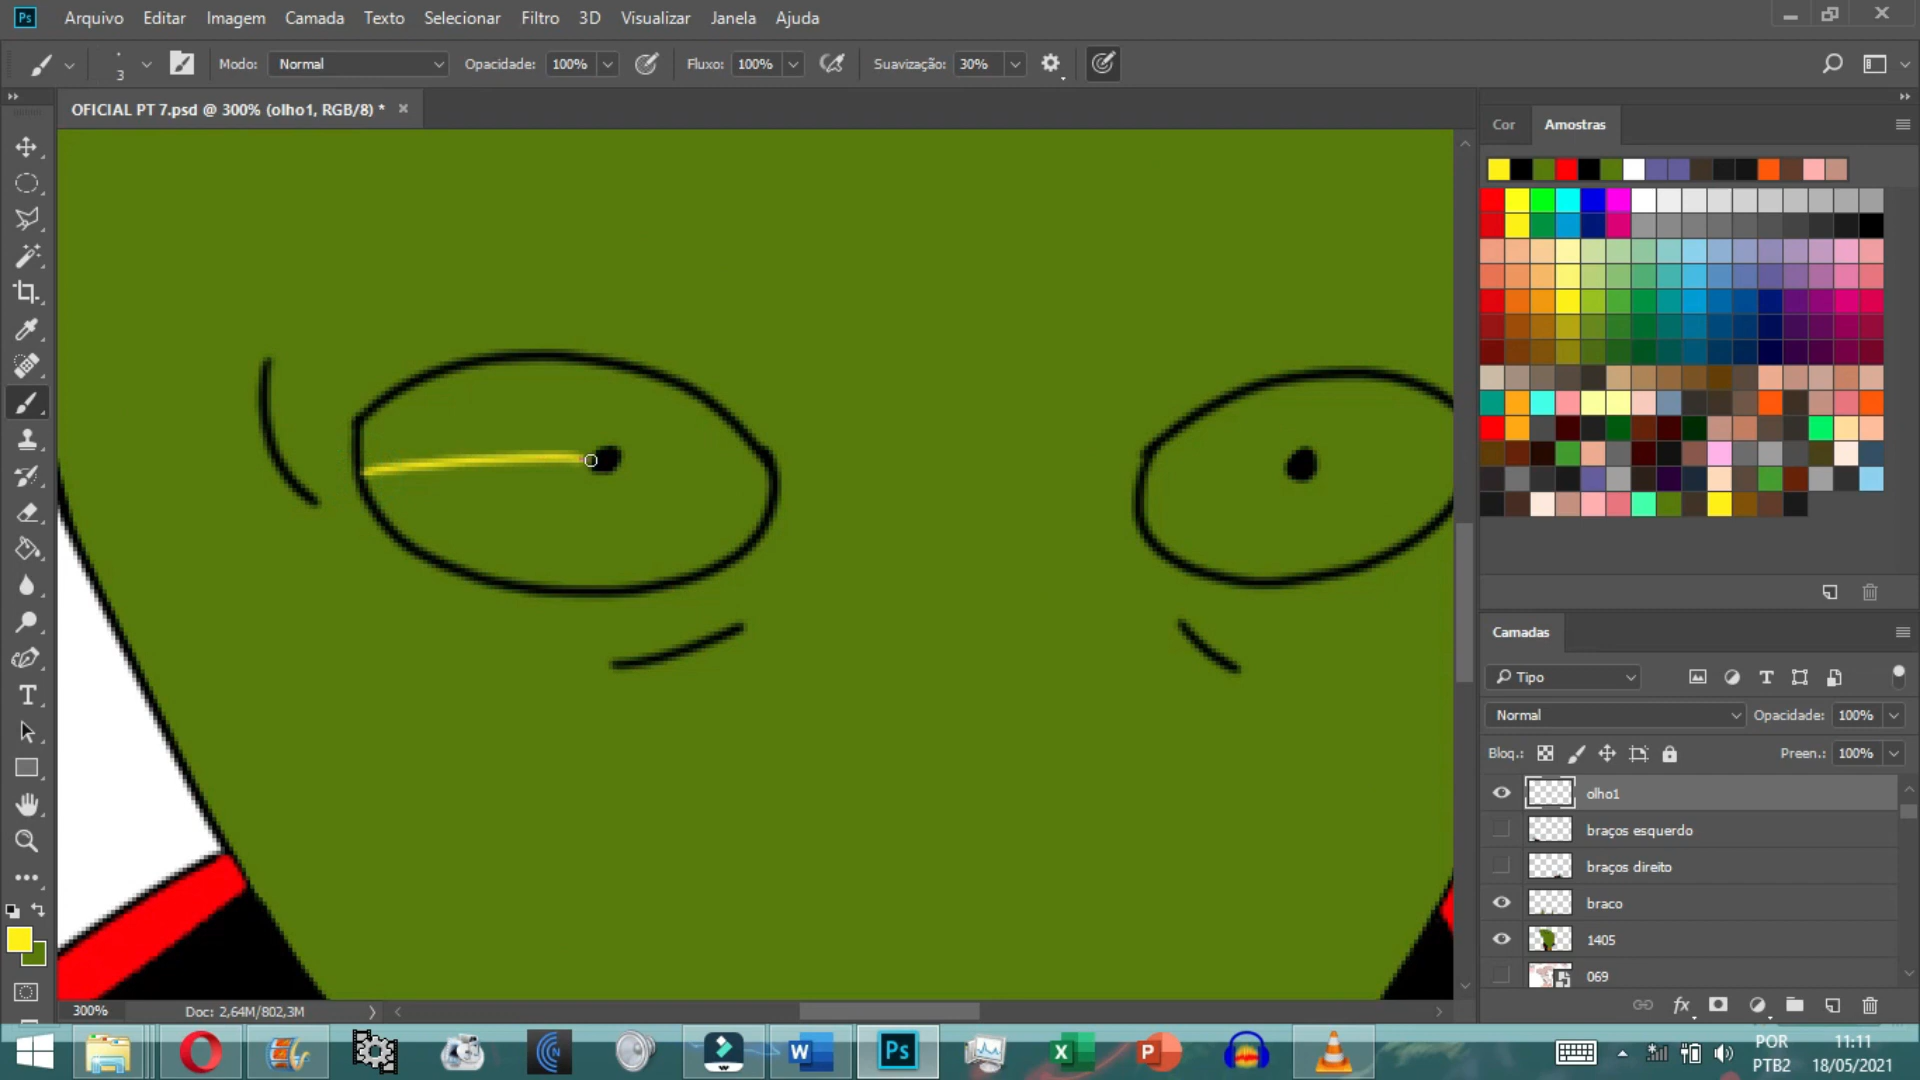 Ps Arquivo Editar Imagem Camada Texto Selecionar Filtro 3D Visualizar Janela Ajuda
3 Modo: Normal Opacidade: 100% Fluxo: 100% Suavização: 30%
OFICIAL PT 7.psd @ 300% (olho1, RGB/8) *
Cor Amostras
Camadas
Tipo
Normal Opacidade: 100%
Bloq.: Preen.: 100%
olho1
braços esquerdo
braços direito
braco
1405
069
300% Doc: 2,64M/802,3M
W Ps X P
POR
PTB2
11:11
18/05/2021